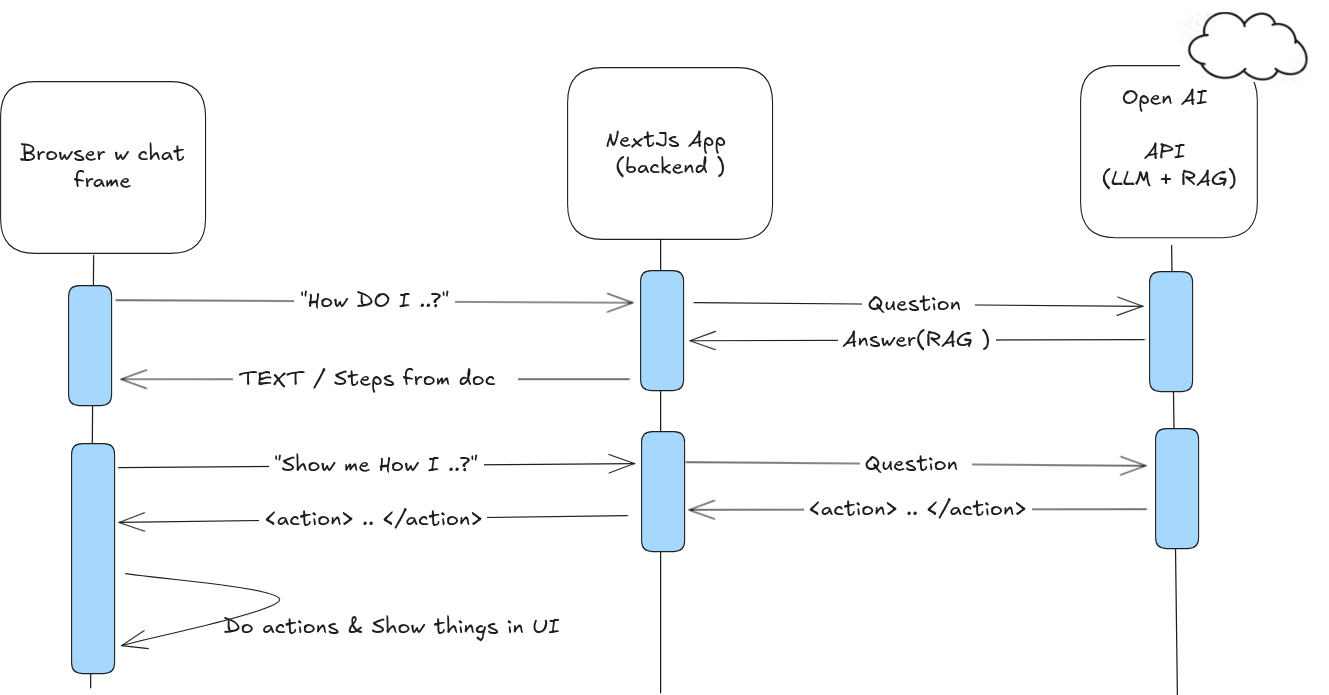 Open AI
Browser w chat
frame
NextJs App
(backend )
API
(LLM + RAG)
"How DO I ..?"
Question
Answer(RAG )
TEXT / Steps from doc
"Show me How I ..?"
Question
<action> .. </action>
<action> .. </action>
Do actions & Show things in UI